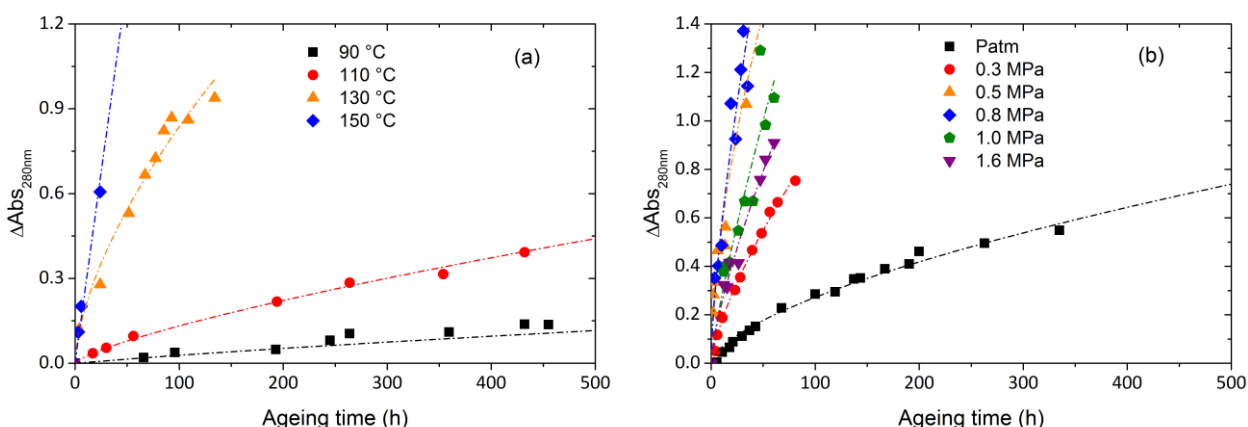 1.2
0.9
0.6
0.3
0.0
0
100
200
300
400
500
ΔAbs280nm
Ageing time (h)
(a)
90 °C
110 °C
130 °C
150 °C
1.4
1.2
1.0
0.8
0.6
0.4
0.2
0.0
0
100
200
300
400
500
ΔAbs280nm
Ageing time (h)
(b)
Patm
0.3 MPa
0.5 MPa
0.8 MPa
1.0 MPa
1.6 MPa